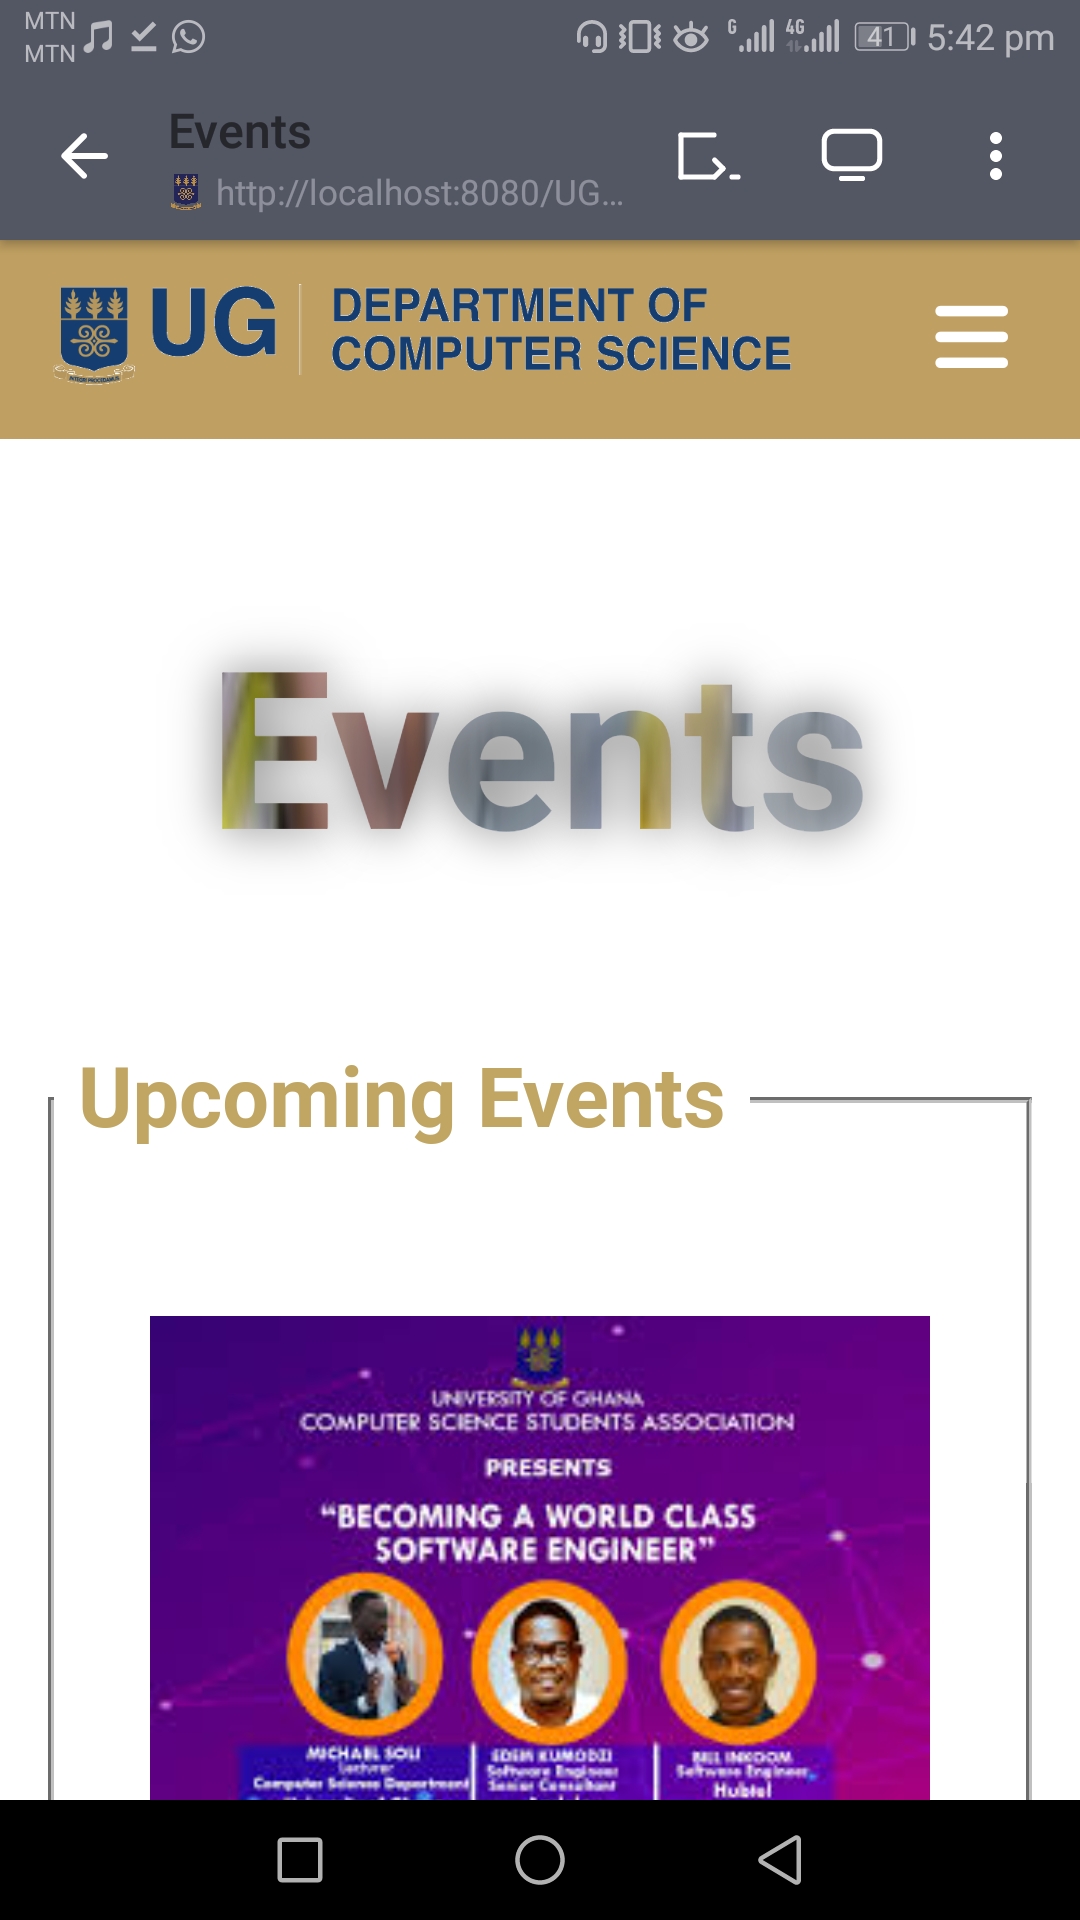 MTN
MTN
G
4G
41
5:42 pm
Events
http://localhost:8080/UG...
UG
DEPARTMENT OF
COMPUTER SCIENCE
Events
Upcoming Events
UNIVERSITY OF GHANA
COMPUTER SCIENCE STUDENTS ASSOCIATION
PRESENTS
“BECOMING A WORLD CLASS
SOFTWARE ENGINEER”
MICHAEL SOLI
Lecturer
Computer Science Department
EDEM KUMODZI
Software Engineer
Senior Consultant
BILL INKOOM
Software Engineer,
Hubtel